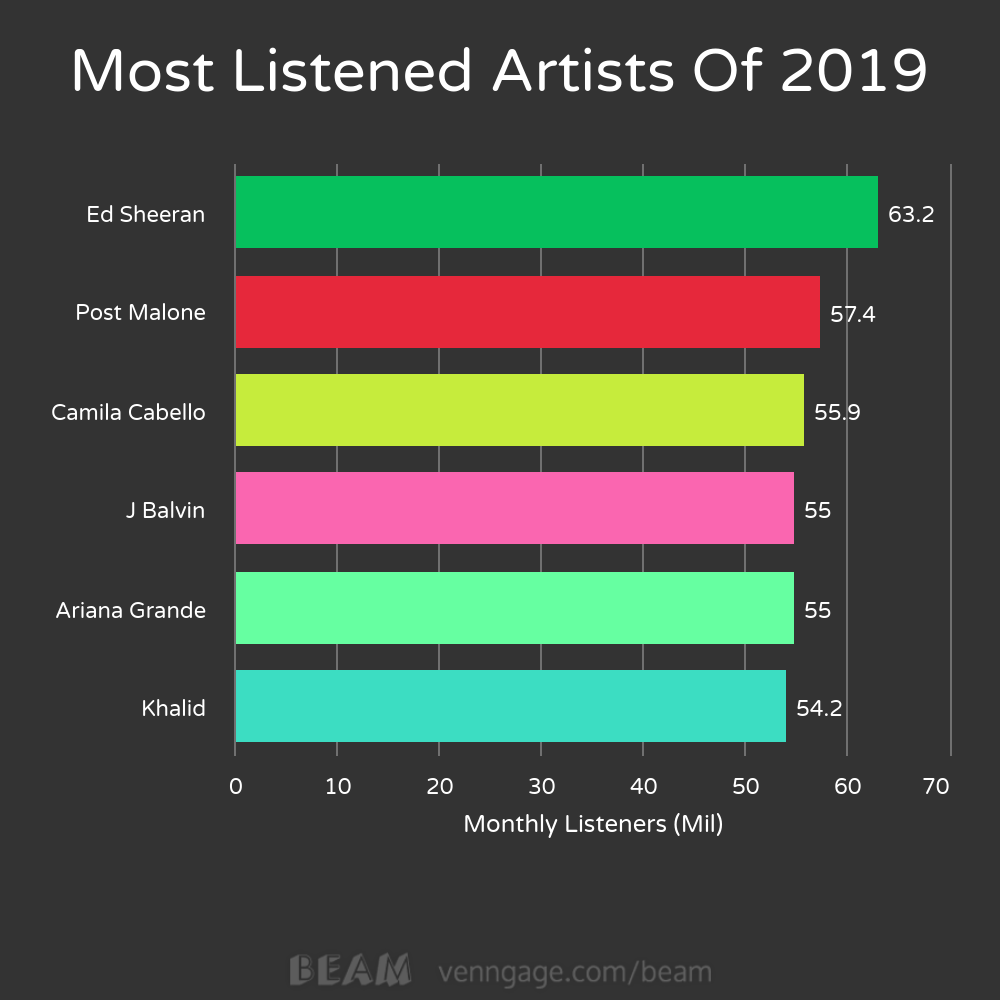 Most Listened Artists Of 2019
Ed Sheeran 63.2
Post Malone 57.4
Camila Cabello 55.9
J Balvin 55
Ariana Grande 55
Khalid 54.2
0 10 20 30 40 50 60 70
Monthly Listeners (Mil)
BEAM venngage.com/beam